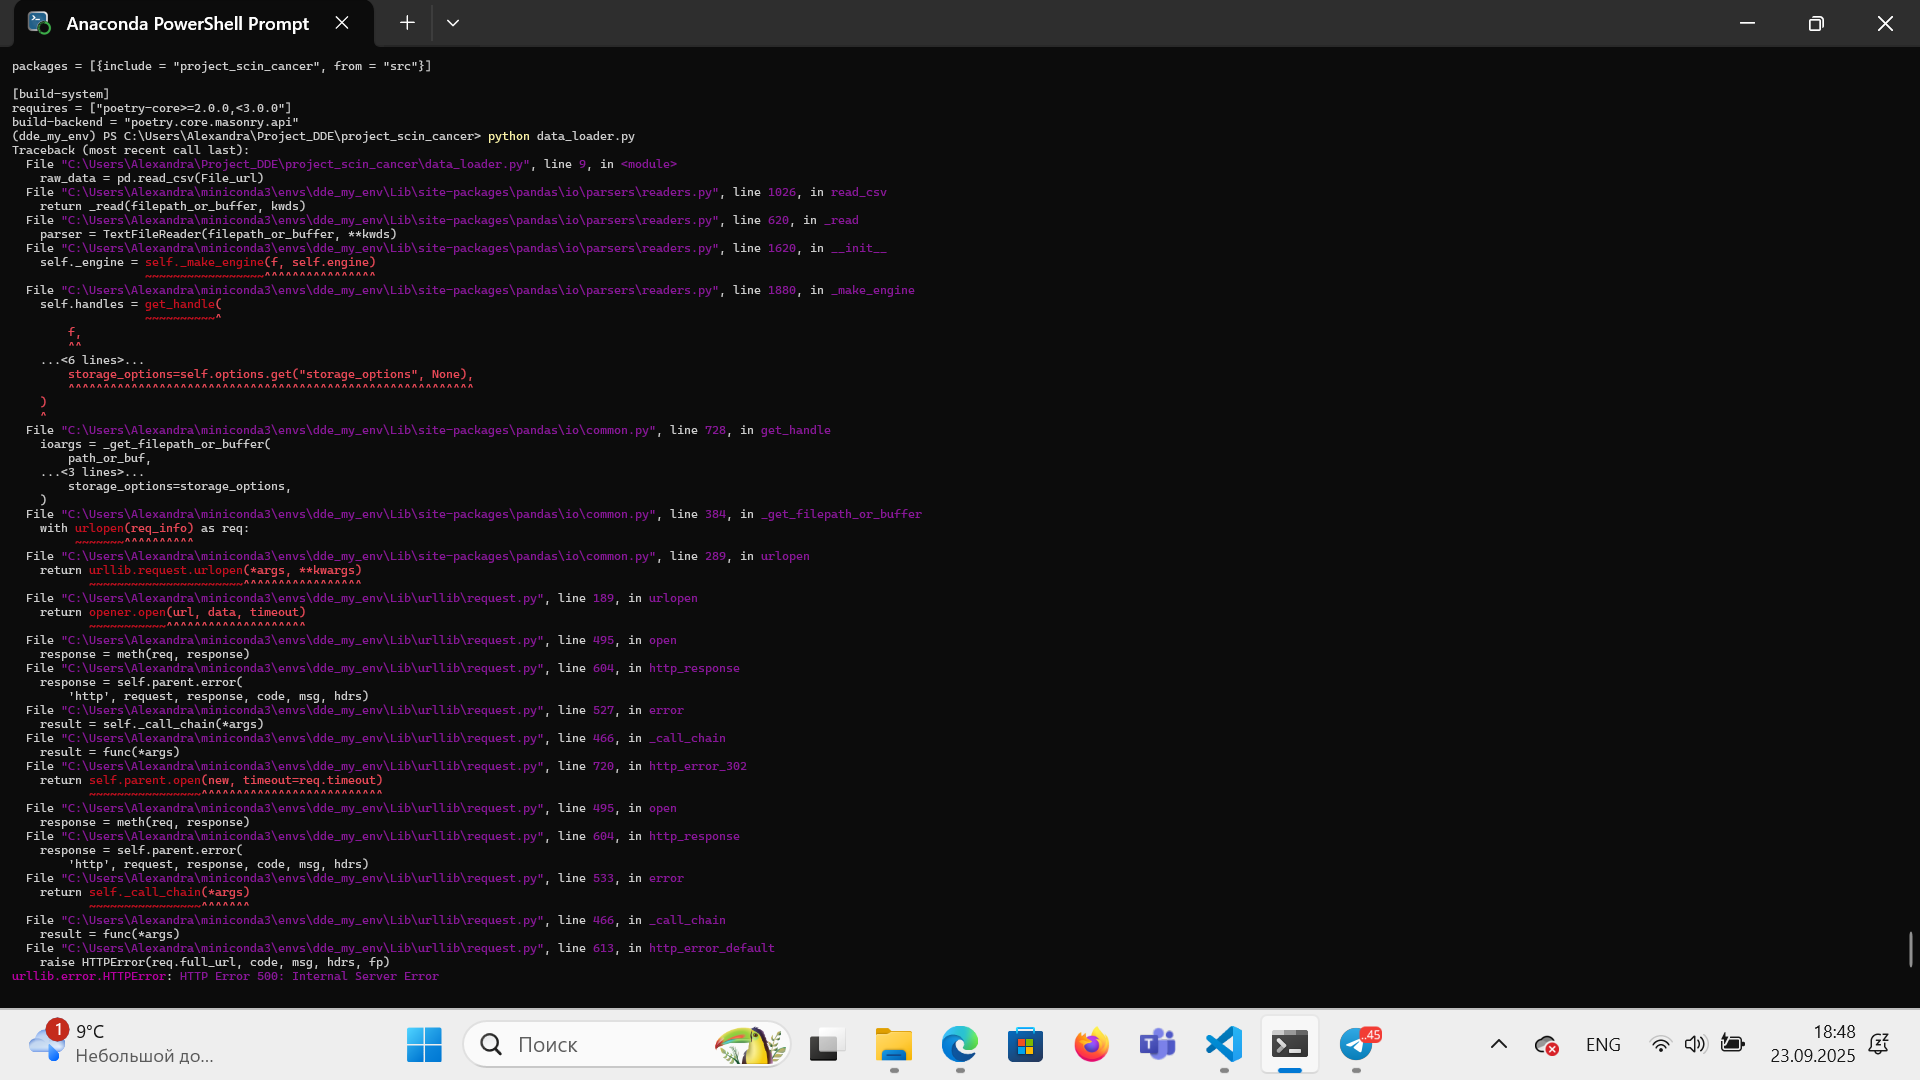 Anaconda PowerShell Prompt
packages = [{include = "project_scin_cancer", from = "src"}]
[build-system]
requires = ["poetry-core>=2.0.0,<3.0.0"]
build-backend = "poetry.core.masonry.api"
(dde_my_env) PS C:\Users\Alexandra\Project_DDE\project_scin_cancer> python data_loader.py
Traceback (most recent call last):
  File "C:\Users\Alexandra\Project_DDE\project_scin_cancer\data_loader.py", line 9, in <module>
    raw_data = pd.read_csv(File_url)
  File "C:\Users\Alexandra\miniconda3\envs\dde_my_env\Lib\site-packages\pandas\io\parsers\readers.py", line 1026, in read_csv
    return _read(filepath_or_buffer, kwds)
  File "C:\Users\Alexandra\miniconda3\envs\dde_my_env\Lib\site-packages\pandas\io\parsers\readers.py", line 620, in _read
    parser = TextFileReader(filepath_or_buffer, **kwds)
  File "C:\Users\Alexandra\miniconda3\envs\dde_my_env\Lib\site-packages\pandas\io\parsers\readers.py", line 1620, in __init__
    self._engine = self._make_engine(f, self.engine)
                   ~~~~~~~~~~~~~~~~~^^^^^^^^^^^^^^^^
  File "C:\Users\Alexandra\miniconda3\envs\dde_my_env\Lib\site-packages\pandas\io\parsers\readers.py", line 1880, in _make_engine
    self.handles = get_handle(
                   ~~~~~~~~~~^
        f,
        ^^
    ...<6 lines>...
        storage_options=self.options.get("storage_options", None),
        ^^^^^^^^^^^^^^^^^^^^^^^^^^^^^^^^^^^^^^^^^^^^^^^^^^^^^^^^^^
    )
    ^
  File "C:\Users\Alexandra\miniconda3\envs\dde_my_env\Lib\site-packages\pandas\io\common.py", line 728, in get_handle
    ioargs = _get_filepath_or_buffer(
        path_or_buf,
    ...<3 lines>...
        storage_options=storage_options,
    )
  File "C:\Users\Alexandra\miniconda3\envs\dde_my_env\Lib\site-packages\pandas\io\common.py", line 384, in _get_filepath_or_buffer
    with urlopen(req_info) as req:
         ~~~~~~~^^^^^^^^^^
  File "C:\Users\Alexandra\miniconda3\envs\dde_my_env\Lib\site-packages\pandas\io\common.py", line 289, in urlopen
    return urllib.request.urlopen(*args, **kwargs)
           ~~~~~~~~~~~~~~~~~~~~~~^^^^^^^^^^^^^^^^^
  File "C:\Users\Alexandra\miniconda3\envs\dde_my_env\Lib\urllib\request.py", line 189, in urlopen
    return opener.open(url, data, timeout)
           ~~~~~~~~~~~^^^^^^^^^^^^^^^^^^^^
  File "C:\Users\Alexandra\miniconda3\envs\dde_my_env\Lib\urllib\request.py", line 495, in open
    response = meth(req, response)
  File "C:\Users\Alexandra\miniconda3\envs\dde_my_env\Lib\urllib\request.py", line 604, in http_response
    response = self.parent.error(
        'http', request, response, code, msg, hdrs)
  File "C:\Users\Alexandra\miniconda3\envs\dde_my_env\Lib\urllib\request.py", line 527, in error
    result = self._call_chain(*args)
  File "C:\Users\Alexandra\miniconda3\envs\dde_my_env\Lib\urllib\request.py", line 466, in _call_chain
    result = func(*args)
  File "C:\Users\Alexandra\miniconda3\envs\dde_my_env\Lib\urllib\request.py", line 720, in http_error_302
    return self.parent.open(new, timeout=req.timeout)
           ~~~~~~~~~~~~~~~~^^^^^^^^^^^^^^^^^^^^^^^^^^
  File "C:\Users\Alexandra\miniconda3\envs\dde_my_env\Lib\urllib\request.py", line 495, in open
    response = meth(req, response)
  File "C:\Users\Alexandra\miniconda3\envs\dde_my_env\Lib\urllib\request.py", line 604, in http_response
    response = self.parent.error(
        'http', request, response, code, msg, hdrs)
  File "C:\Users\Alexandra\miniconda3\envs\dde_my_env\Lib\urllib\request.py", line 533, in error
    return self._call_chain(*args)
           ~~~~~~~~~~~~~~~~^^^^^^^
  File "C:\Users\Alexandra\miniconda3\envs\dde_my_env\Lib\urllib\request.py", line 466, in _call_chain
    result = func(*args)
  File "C:\Users\Alexandra\miniconda3\envs\dde_my_env\Lib\urllib\request.py", line 613, in http_error_default
    raise HTTPError(req.full_url, code, msg, hdrs, fp)
urllib.error.HTTPError: HTTP Error 500: Internal Server Error
1
9°C
Небольшой до...
Поиск
..45
ENG
18:48
23.09.2025